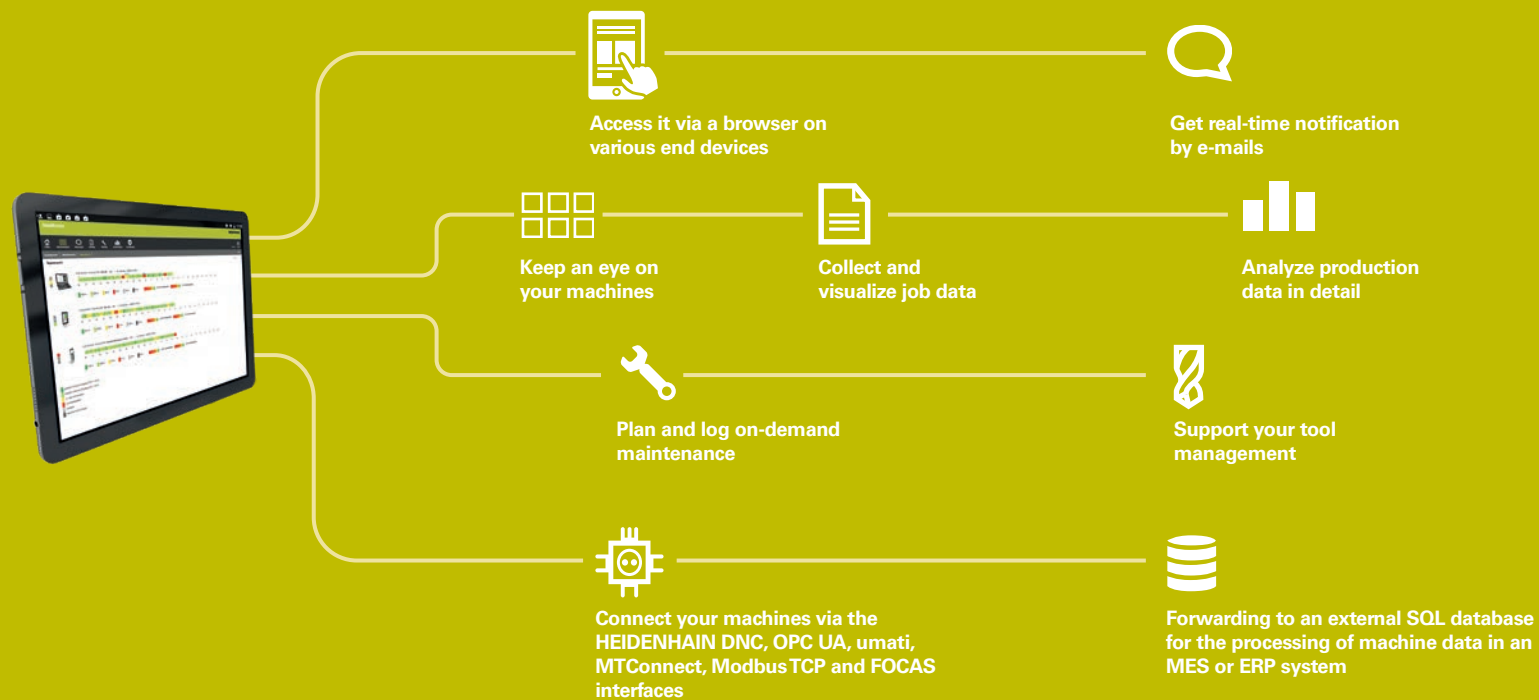 Access it via a browser on
various end devices
Get real-time notification
by e-mails
Keep an eye on
your machines
Collect and
visualize job data
Analyze production
data in detail
Plan and log on-demand
maintenance
Support your tool
management
Connect your machines via the
HEIDENHAIN DNC, OPC UA, umati,
MTConnect, Modbus TCP and FOCAS
interfaces
Forwarding to an external SQL database
for the processing of machine data in an
MES or ERP system